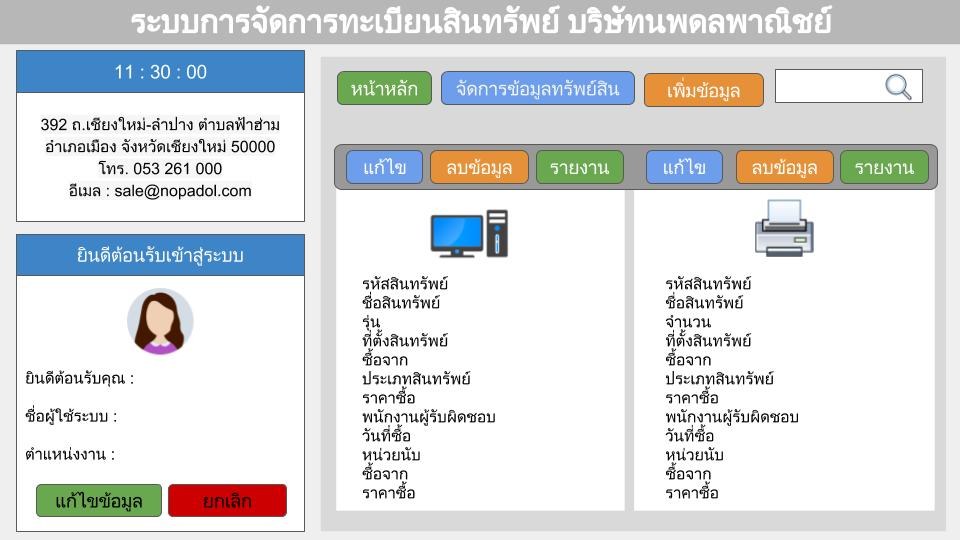 ระบบการจัดการทะเบียนสินทรัพย์ บริษัทนพดลพาณิชย์
11 : 30 : 00
392 ถ.เชียงใหม่-ลำปาง ตำบลฟ้าฮ่าม
อำเภอเมือง จังหวัดเชียงใหม่ 50000
โทร. 053 261 000
อีเมล : sale@nopadol.com
ยินดีต้อนรับเข้าสู่ระบบ
ยินดีต้อนรับคุณ :
ชื่อผู้ใช้ระบบ :
ตำแหน่งงาน :
แก้ไขข้อมูล ยกเลิก
หน้าหลัก จัดการข้อมูลทรัพย์สิน เพิ่มข้อมูล
แก้ไข ลบข้อมูล รายงาน แก้ไข ลบข้อมูล รายงาน
รหัสสินทรัพย์
ชื่อสินทรัพย์
รุ่น
ที่ตั้งสินทรัพย์
ซื้อจาก
ประเภทสินทรัพย์
ราคาซื้อ
พนักงานผู้รับผิดชอบ
วันที่ซื้อ
หน่วยนับ
ซื้อจาก
ราคาซื้อ
รหัสสินทรัพย์
ชื่อสินทรัพย์
จำนวน
ที่ตั้งสินทรัพย์
ซื้อจาก
ประเภทสินทรัพย์
ราคาซื้อ
พนักงานผู้รับผิดชอบ
วันที่ซื้อ
หน่วยนับ
ซื้อจาก
ราคาซื้อ